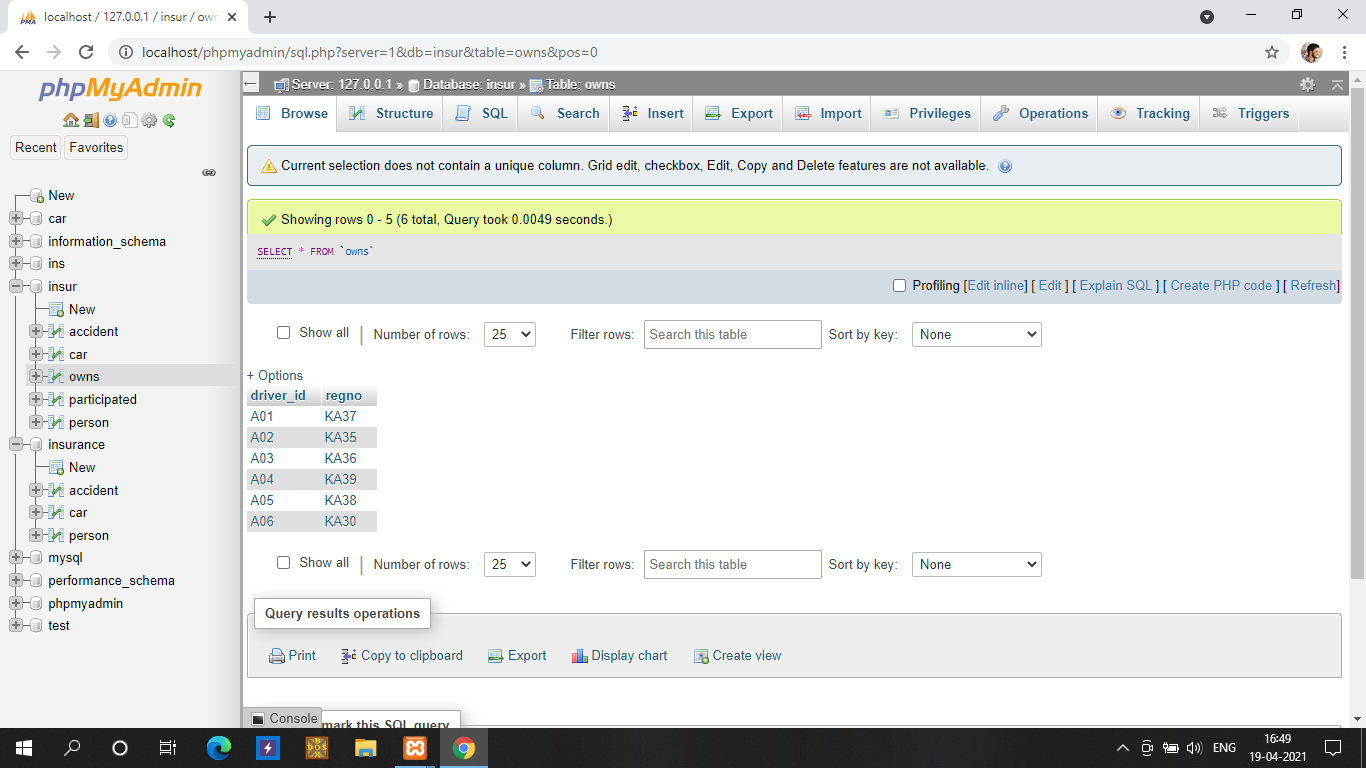 localhost / 127.0.0.1 / insur / own
localhost/phpmyadmin/sql.php?server=1&db=insur&table=owns&pos=0
phpMyAdmin
Recent
Favorites
New
car
information_schema
ins
insur
New
accident
car
owns
participated
person
insurance
New
accident
car
person
mysql
performance_schema
phpmyadmin
test
Server: 127.0.0.1 » Database: insur » Table: owns
Browse Structure SQL Search Insert Export Import Privileges Operations Tracking Triggers
Current selection does not contain a unique column. Grid edit, checkbox, Edit, Copy and Delete features are not available.
Showing rows 0 - 5 (6 total, Query took 0.0049 seconds.)
SELECT * FROM `owns`
Profiling [Edit inline] [ Edit ] [ Explain SQL ] [ Create PHP code ] [ Refresh]
Show all | Number of rows: 25 Filter rows: Search this table Sort by key: None
+ Options
driver_id regno
A01 KA37
A02 KA35
A03 KA36
A04 KA39
A05 KA38
A06 KA30
Show all | Number of rows: 25 Filter rows: Search this table Sort by key: None
Query results operations
Print Copy to clipboard Export Display chart Create view
Console
mark this SQL query
ENG
16:49
19-04-2021